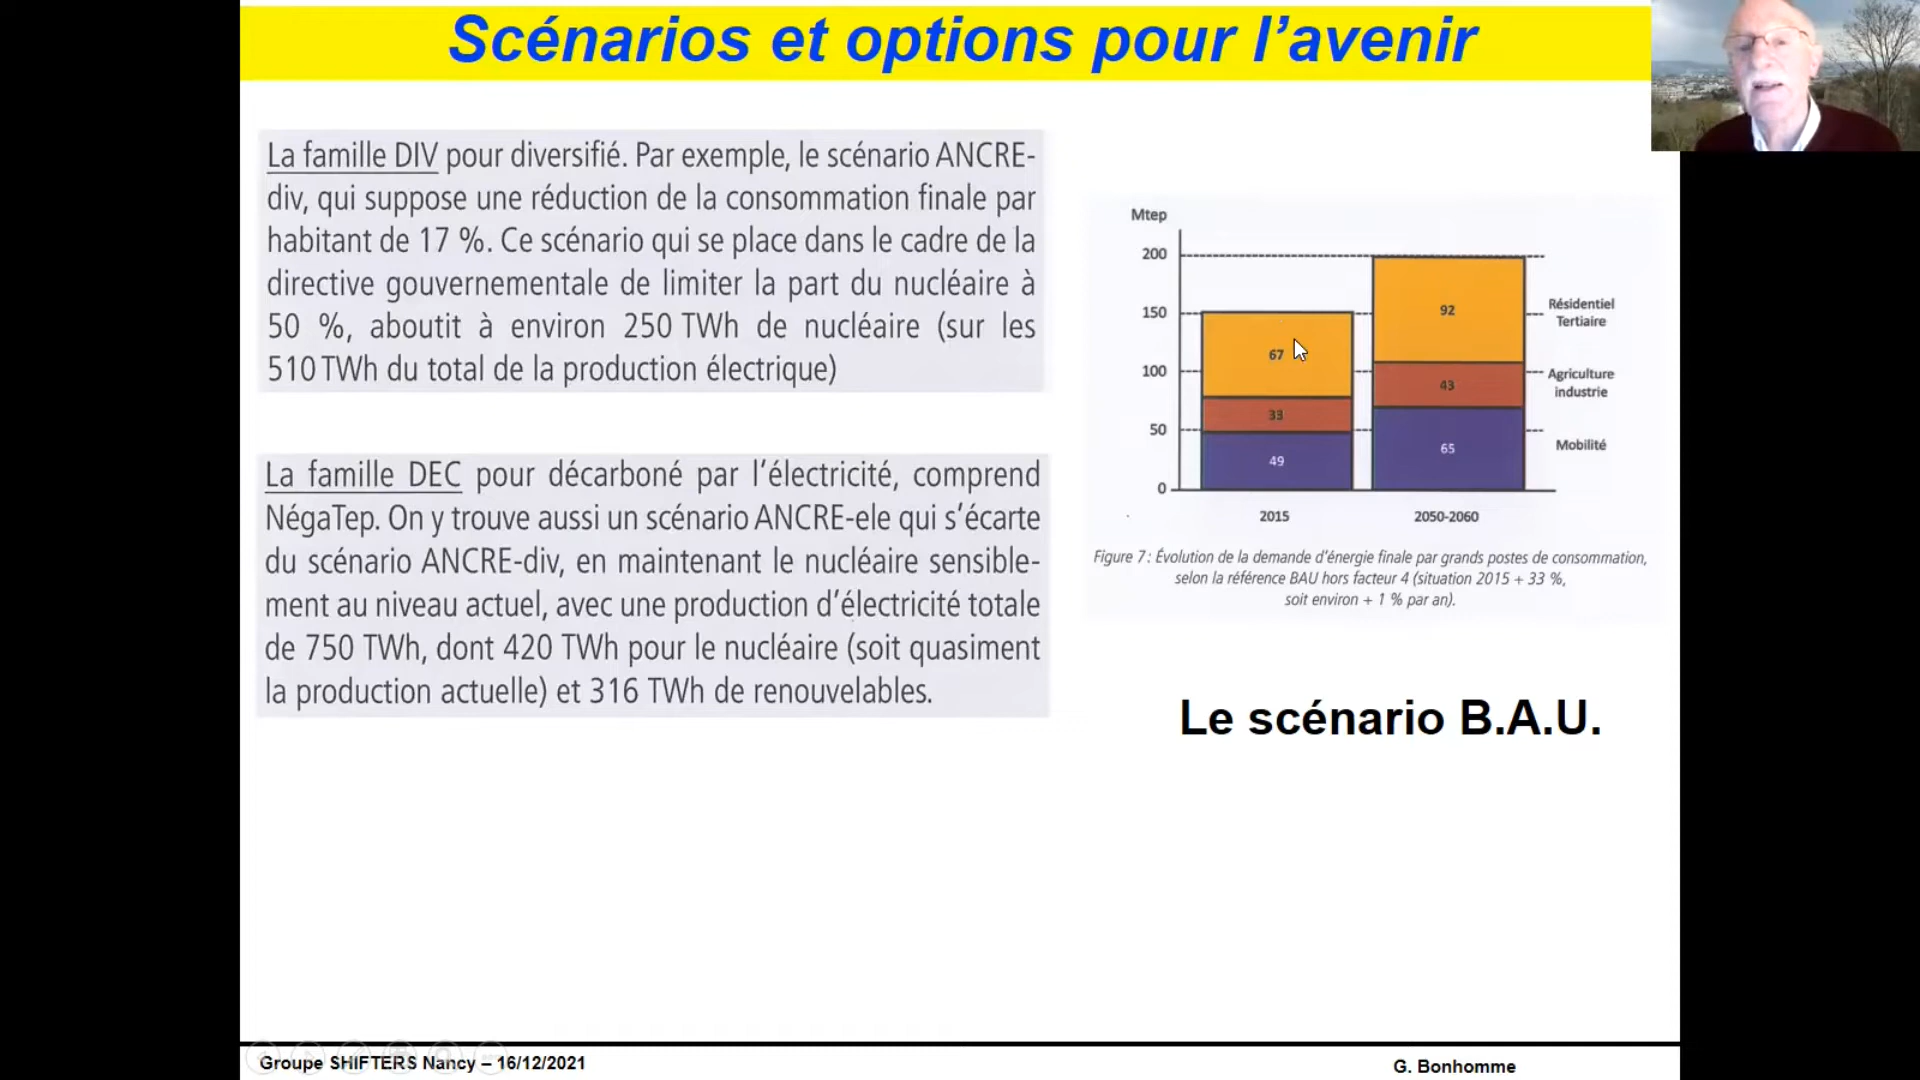 Scénarios et options pour l’avenir
La famille DIV pour diversifié. Par exemple, le scénario ANCRE-
div, qui suppose une réduction de la consommation finale par
habitant de 17 %. Ce scénario qui se place dans le cadre de la
directive gouvernementale de limiter la part du nucléaire à
50 %, aboutit à environ 250 TWh de nucléaire (sur les
510 TWh du total de la production électrique)
La famille DEC pour décarboné par l’électricité, comprend
NégaTep. On y trouve aussi un scénario ANCRE-ele qui s’écarte
du scénario ANCRE-div, en maintenant le nucléaire sensible-
ment au niveau actuel, avec une production d’électricité totale
de 750 TWh, dont 420 TWh pour le nucléaire (soit quasiment
la production actuelle) et 316 TWh de renouvelables.
Mtep
200
150
100
50
0
67
33
49
92
43
65
Résidentiel
Tertiaire
Agriculture
industrie
Mobilité
2015
2050-2060
Figure 7 : Évolution de la demande d’énergie finale par grands postes de consommation,
selon la référence BAU hors facteur 4 (situation 2015 + 33 %,
soit environ + 1 % par an).
Le scénario B.A.U.
Groupe SHIFTERS Nancy – 16/12/2021
G. Bonhomme